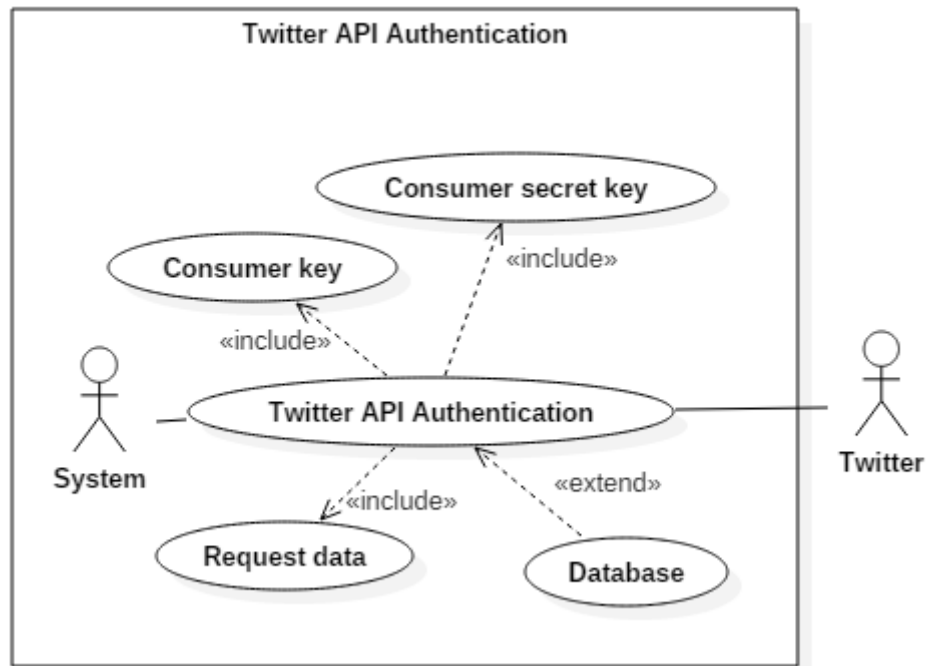 Twitter API Authentication
Consumer secret key
«include»
Consumer key
«include»
Twitter API Authentication
System
Twitter
«include»
«extend»
Request data
Database